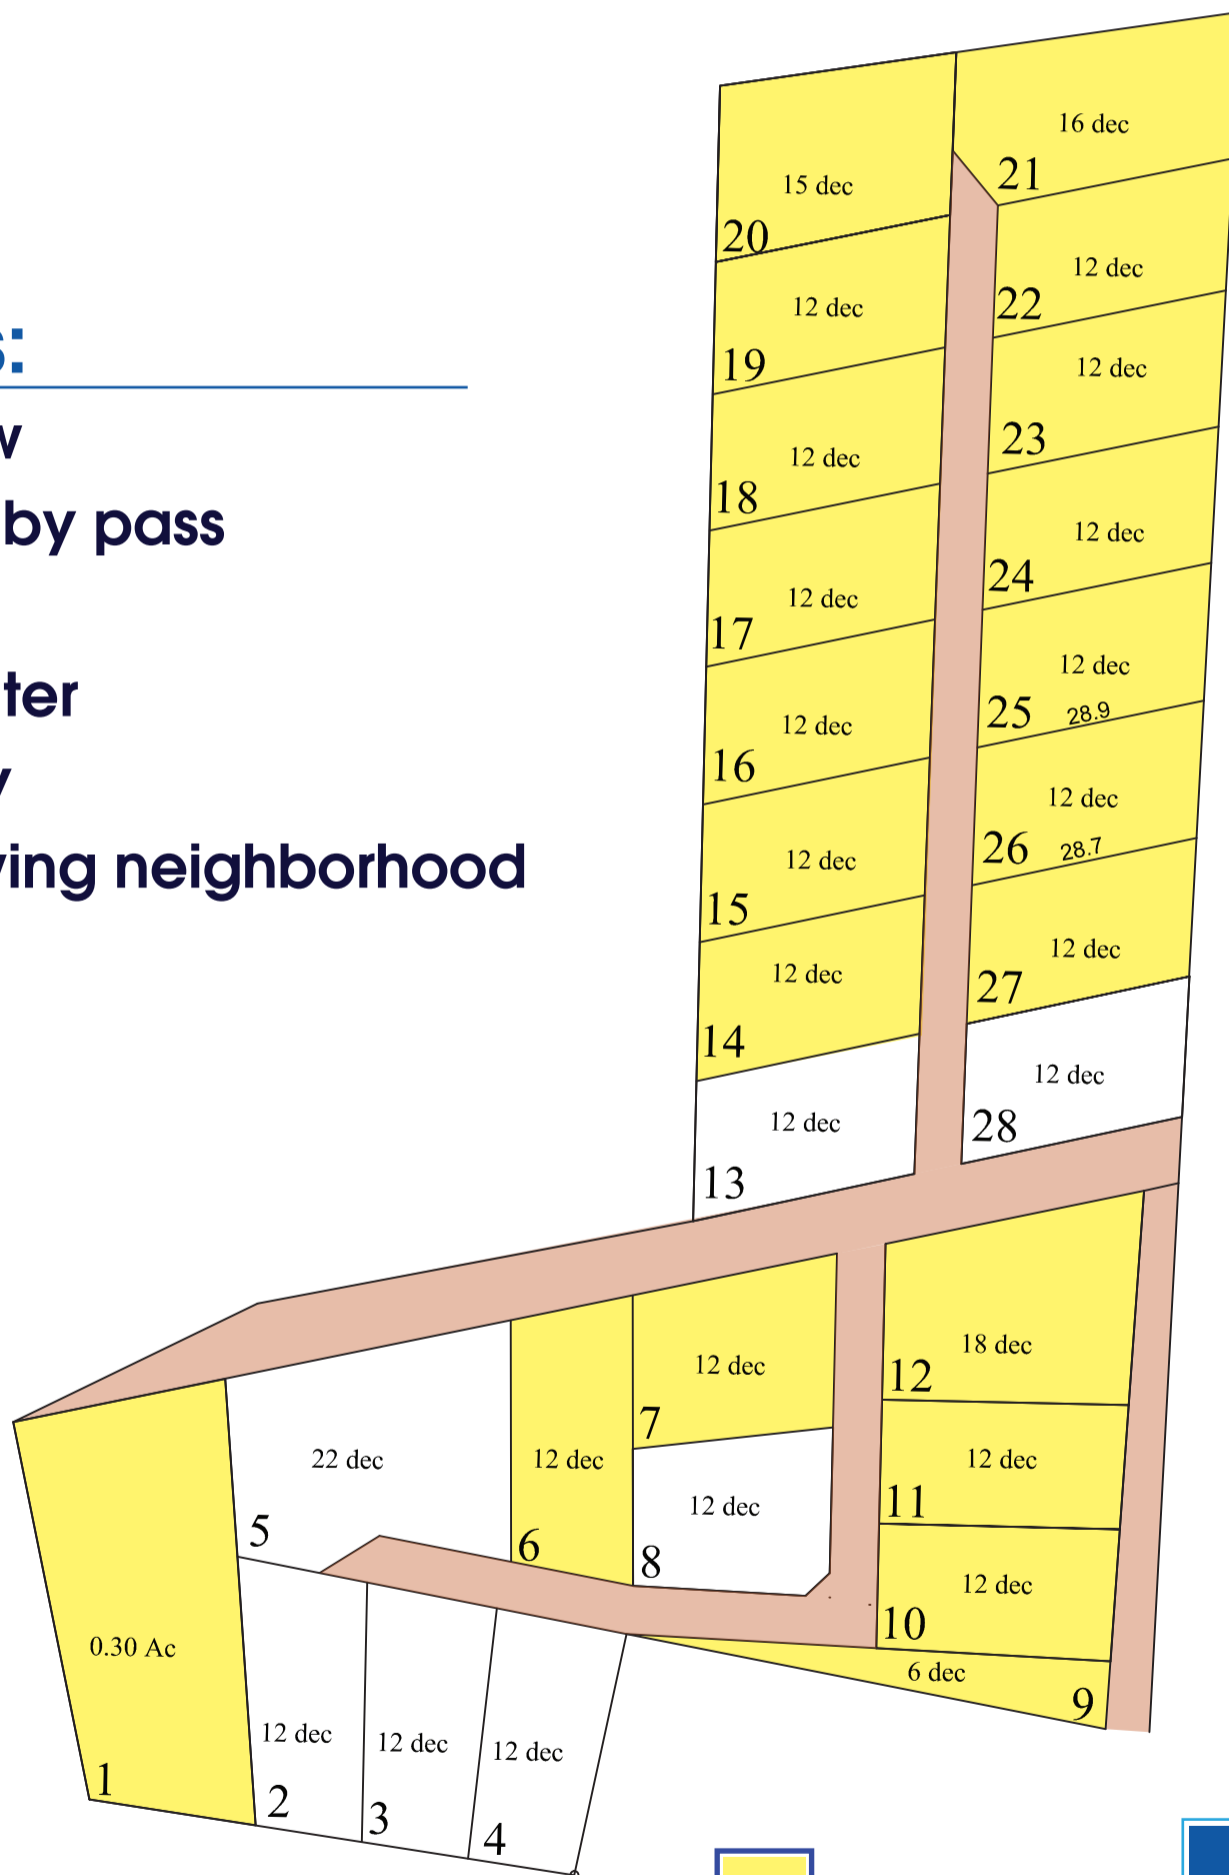 s:
w
by pass
ter
y
ving neighborhood
16 dec
21
15 dec
20
12 dec
22
12 dec
19
12 dec
23
12 dec
18
12 dec
24
12 dec
17
12 dec
25 28.9
12 dec
16
12 dec
26 28.7
12 dec
15
12 dec
27
12 dec
14
12 dec
28
12 dec
13
18 dec
12
12 dec
7
22 dec
5
12 dec
6
12 dec
11
12 dec
8
12 dec
10
6 dec
9
0.30 Ac
1
12 dec
2
12 dec
3
12 dec
4